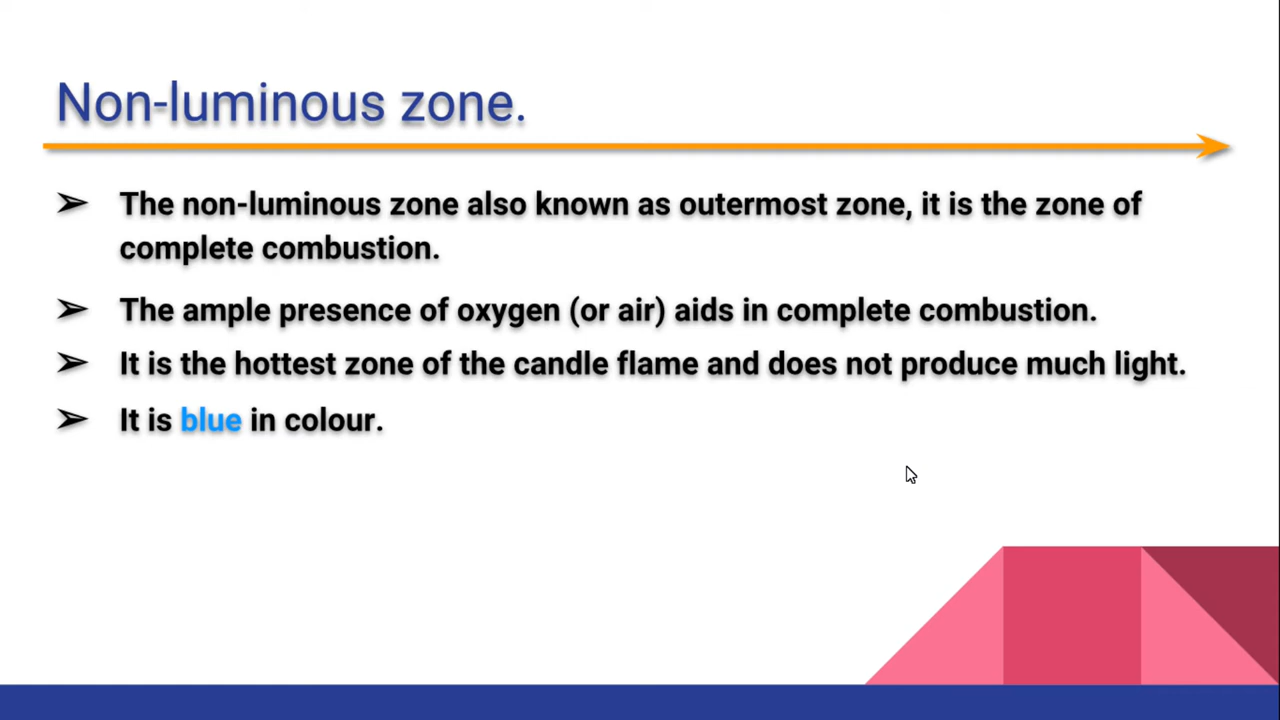 Non-luminous zone.
➢ The non-luminous zone also known as outermost zone, it is the zone of
complete combustion.
➢ The ample presence of oxygen (or air) aids in complete combustion.
➢ It is the hottest zone of the candle flame and does not produce much light.
➢ It is blue in colour.